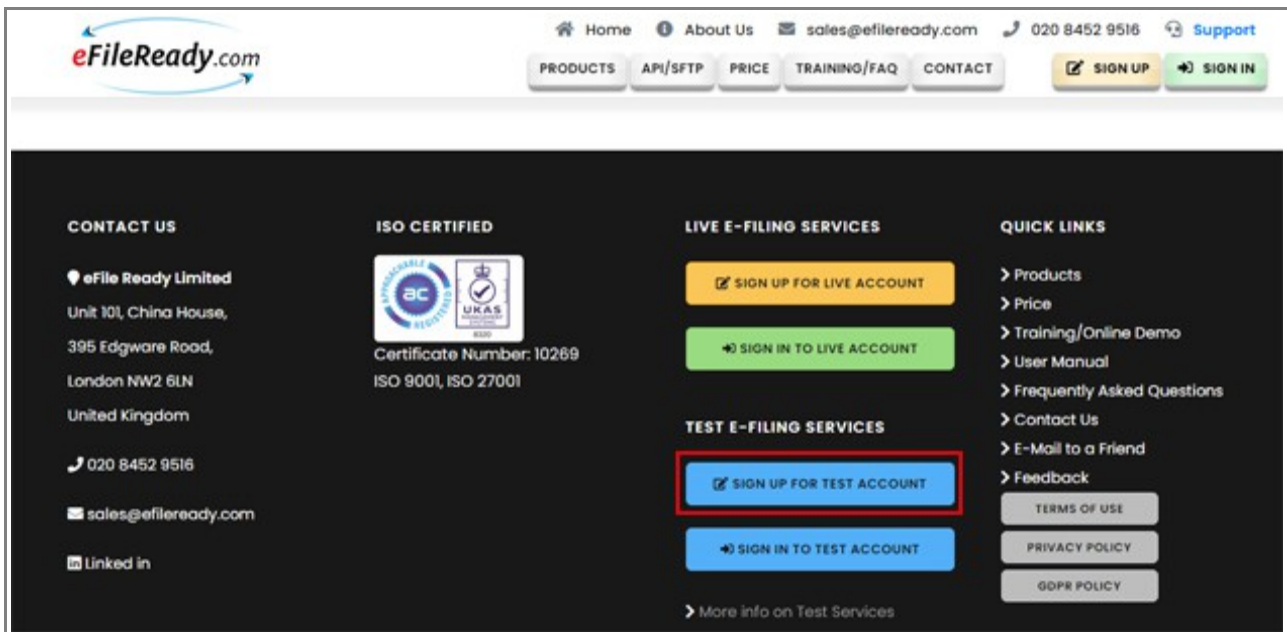 eFileReady.com
Home About Us sales@efileready.com 020 8452 9516 Support
PRODUCTS API/SFTP PRICE TRAINING/FAQ CONTACT SIGN UP SIGN IN
CONTACT US
eFile Ready Limited
Unit 101, China House,
395 Edgware Road,
London NW2 6LN
United Kingdom
020 8452 9516
sales@efileready.com
Linked in
ISO CERTIFIED
APPROACHABLE
ac
REGISTERED
UKAS
MANAGEMENT
SYSTEMS
8320
Certificate Number: 10269
ISO 9001, ISO 27001
LIVE E-FILING SERVICES
SIGN UP FOR LIVE ACCOUNT
SIGN IN TO LIVE ACCOUNT
TEST E-FILING SERVICES
SIGN UP FOR TEST ACCOUNT
SIGN IN TO TEST ACCOUNT
More info on Test Services
QUICK LINKS
Products
Price
Training/Online Demo
User Manual
Frequently Asked Questions
Contact Us
E-Mail to a Friend
Feedback
TERMS OF USE
PRIVACY POLICY
GDPR POLICY